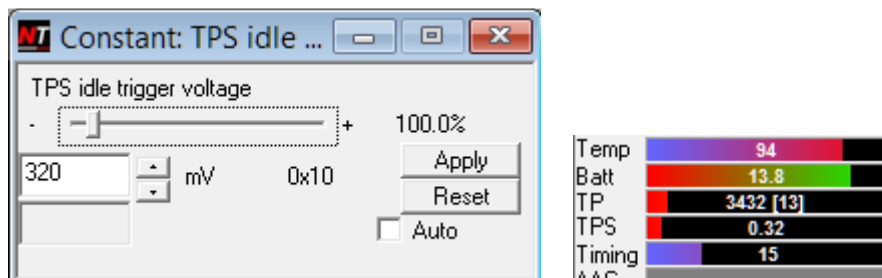 NT Constant: TPS idle ...
TPS idle trigger voltage
- + 100.0%
320 mV 0x10 Apply
Reset
Auto
Temp 94
Batt 13.8
TP 3432 [13]
TPS 0.32
Timing 15